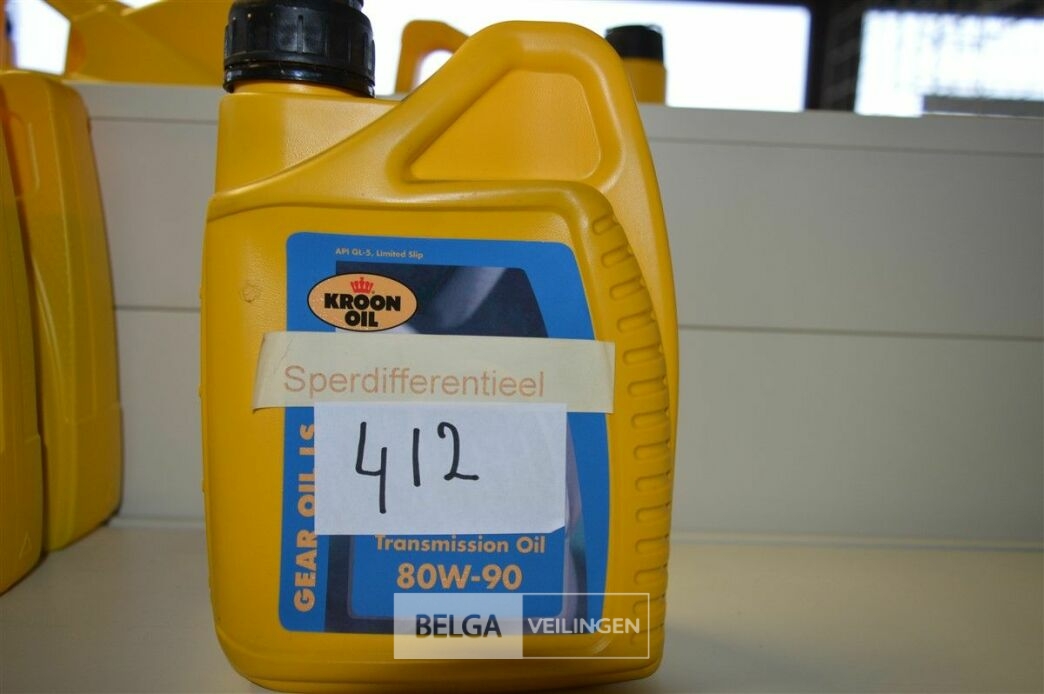 API GL-5, Limited Slip
KROON
OIL
Sperdifferentieel
412
GEAR OIL LS
Transmission Oil
80W-90
BELGA VEILINGEN